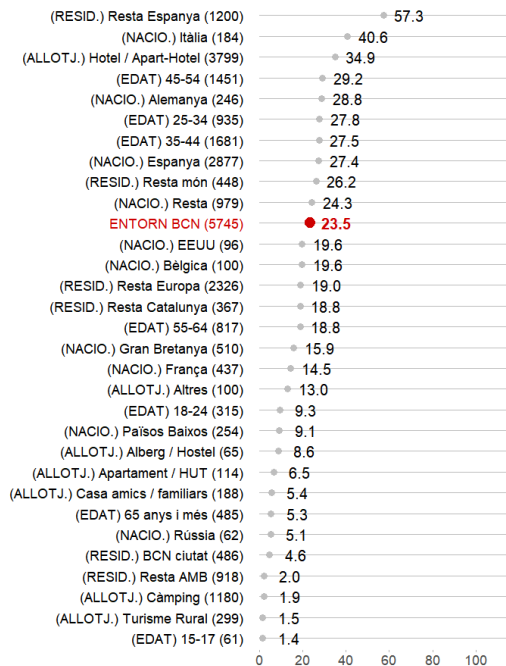 (RESID.) Resta Espanya (1200) 57.3
(NACIO.) Itàlia (184) 40.6
(ALLOTJ.) Hotel / Apart-Hotel (3799) 34.9
(EDAT) 45-54 (1451) 29.2
(NACIO.) Alemanya (246) 28.8
(EDAT) 25-34 (935) 27.8
(EDAT) 35-44 (1681) 27.5
(NACIO.) Espanya (2877) 27.4
(RESID.) Resta món (448) 26.2
(NACIO.) Resta (979) 24.3
ENTORN BCN (5745) 23.5
(NACIO.) EEUU (96) 19.6
(NACIO.) Bèlgica (100) 19.6
(RESID.) Resta Europa (2326) 19.0
(RESID.) Resta Catalunya (367) 18.8
(EDAT) 55-64 (817) 18.8
(NACIO.) Gran Bretanya (510) 15.9
(NACIO.) França (437) 14.5
(ALLOTJ.) Altres (100) 13.0
(EDAT) 18-24 (315) 9.3
(NACIO.) Països Baixos (254) 9.1
(ALLOTJ.) Alberg / Hostel (65) 8.6
(ALLOTJ.) Apartament / HUT (114) 6.5
(ALLOTJ.) Casa amics / familiars (188) 5.4
(EDAT) 65 anys i més (485) 5.3
(NACIO.) Rússia (62) 5.1
(RESID.) BCN ciutat (486) 4.6
(RESID.) Resta AMB (918) 2.0
(ALLOTJ.) Càmping (1180) 1.9
(ALLOTJ.) Turisme Rural (299) 1.5
(EDAT) 15-17 (61) 1.4
0 20 40 60 80 100